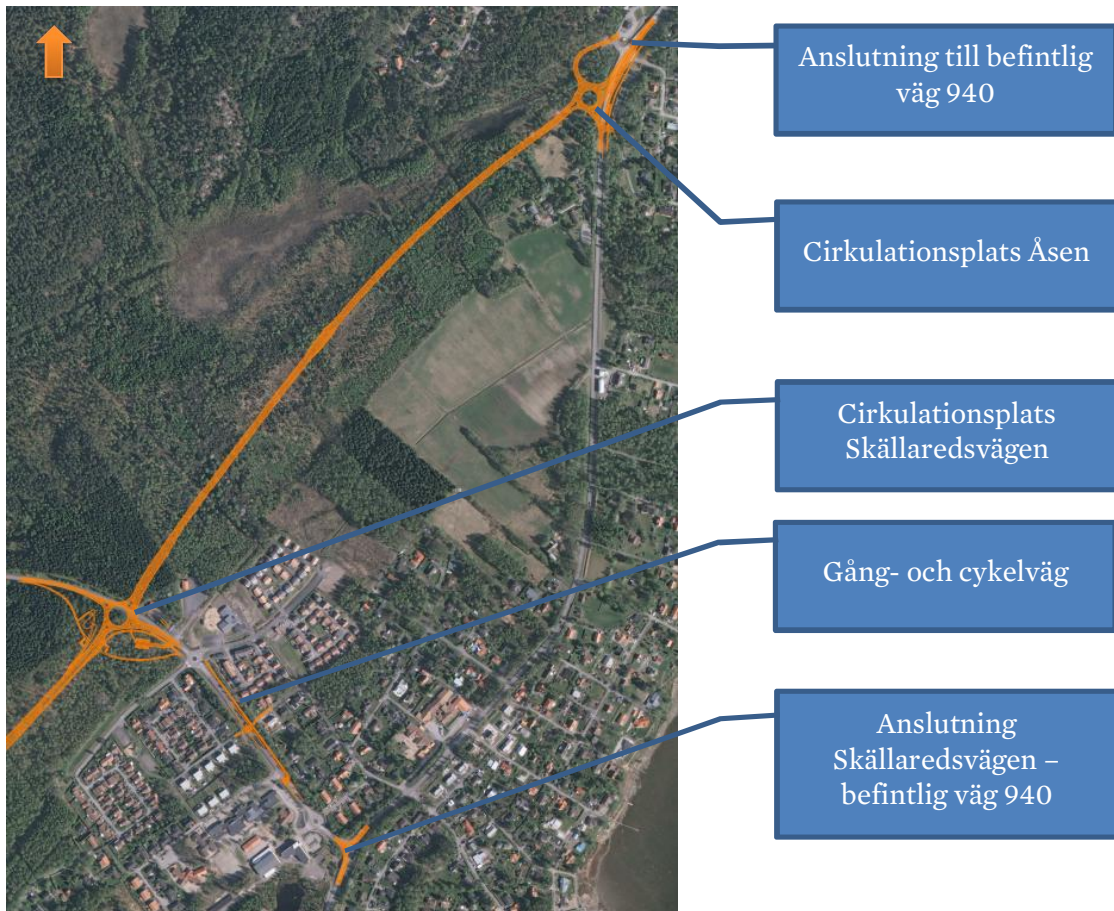 Anslutning till befintlig
väg 940
Cirkulationsplats Åsen
Cirkulationsplats
Skällaredsvägen
Gång- och cykelväg
Anslutning
Skällaredsvägen –
befintlig väg 940